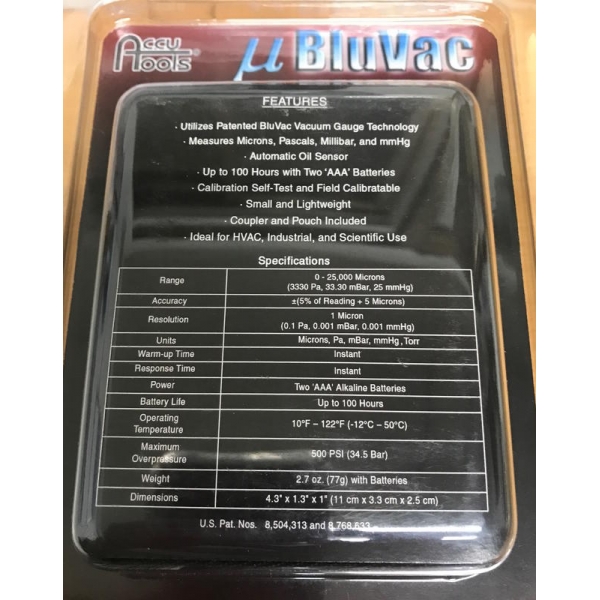 Accu Tools
µ BluVac
FEATURES
· Utilizes Patented BluVac Vacuum Gauge Technology
· Measures Microns, Pascals, Millibar, and mmHg
· Automatic Oil Sensor
· Up to 100 Hours with Two 'AAA' Batteries
· Calibration Self-Test and Field Calibratable
· Small and Lightweight
· Coupler and Pouch Included
· Ideal for HVAC, Industrial, and Scientific Use
Specifications
Range 0 - 25,000 Microns
(3330 Pa, 33.30 mBar, 25 mmHg)
Accuracy ±(5% of Reading + 5 Microns)
Resolution 1 Micron
(0.1 Pa, 0.001 mBar, 0.001 mmHg)
Units Microns, Pa, mBar, mmHg, Torr
Warm-up Time Instant
Response Time Instant
Power Two 'AAA' Alkaline Batteries
Battery Life Up to 100 Hours
Operating Temperature 10°F – 122°F (-12°C – 50°C)
Maximum Overpressure 500 PSI (34.5 Bar)
Weight 2.7 oz. (77g) with Batteries
Dimensions 4.3" x 1.3" x 1" (11 cm x 3.3 cm x 2.5 cm)
U.S. Pat. Nos. 8,504,313 and 8,768,633